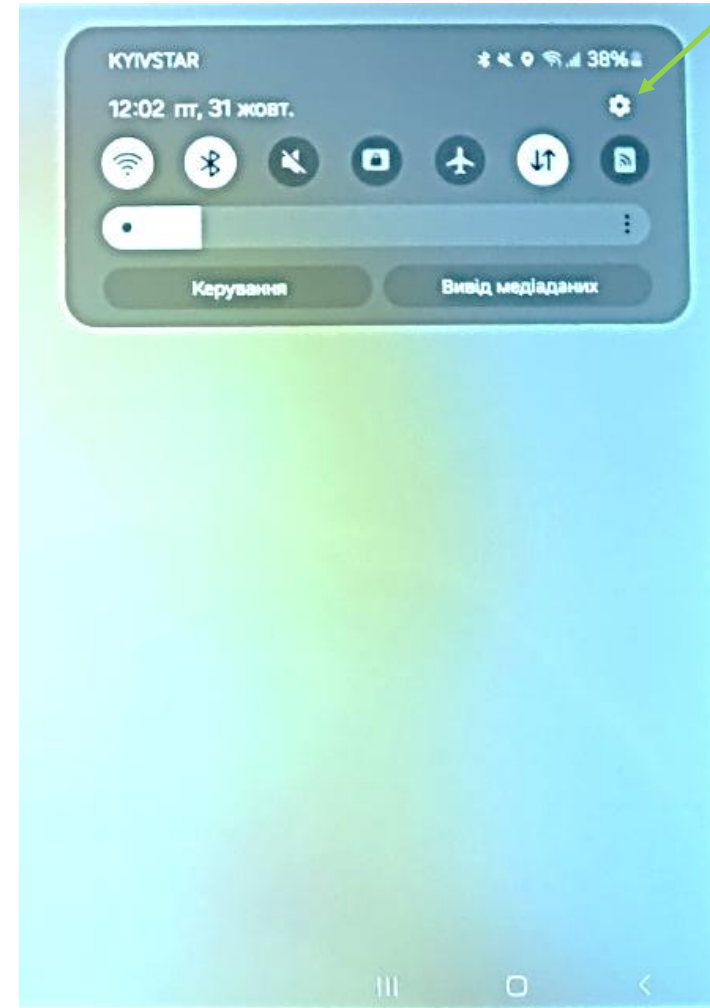 KYIVSTAR 38%
12:02 пт, 31 жовт.
Керування Вивід медіаданих